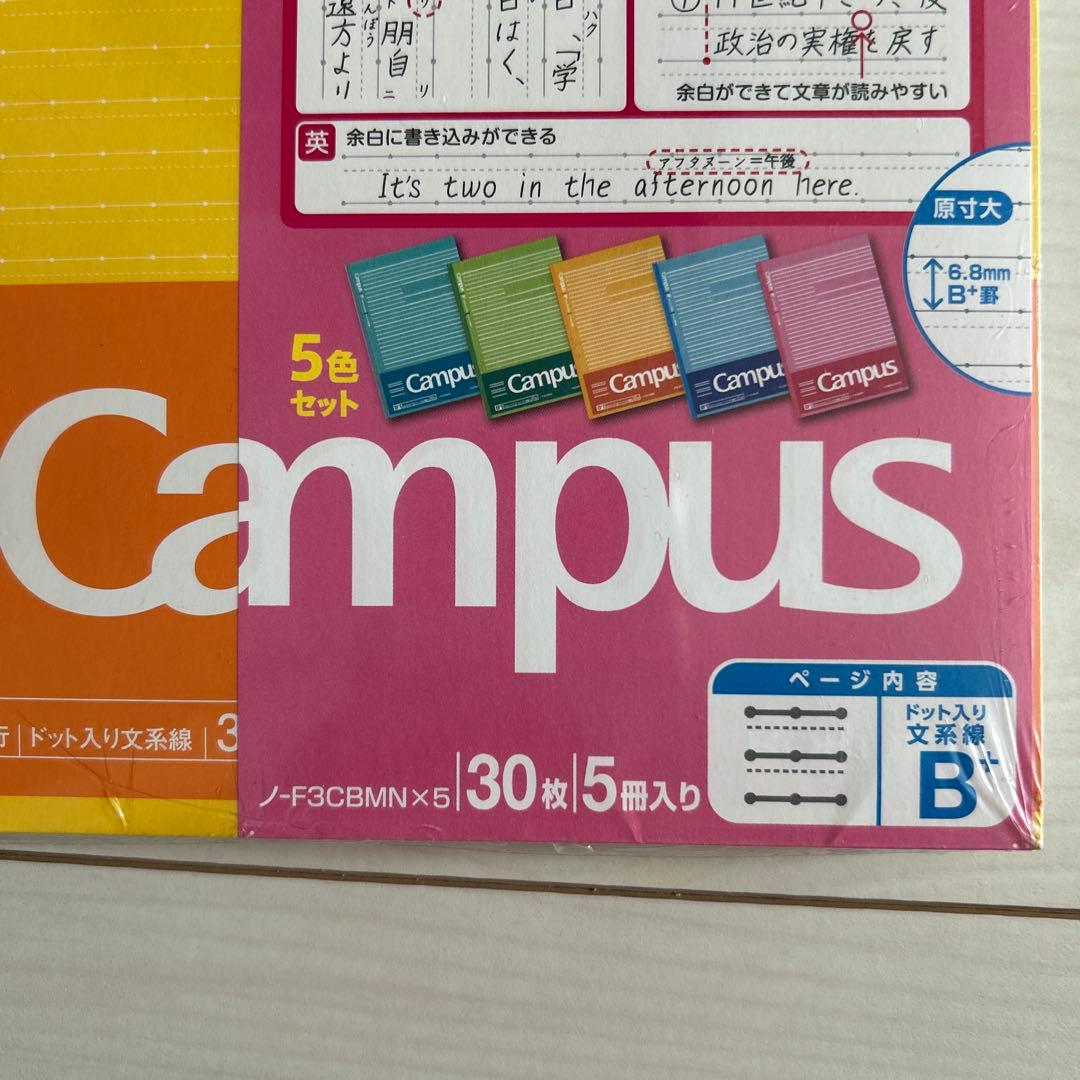 遠方より
朋自
曰はく、
「学
政治の実権を戻す
余白ができて文章が読みやすい
英 余白に書き込みができる
アフタヌーン=午後
It's two in the afternoon here.
原寸大
6.8mm
B+罫
5色
セット
Campus
Campus
Campus
Campus
Campus
Campus
ページ内容
ドット入り
文系線
B+
行 ドット入り文系線 3
ノ-F3CBMN×5 30枚 5冊入り